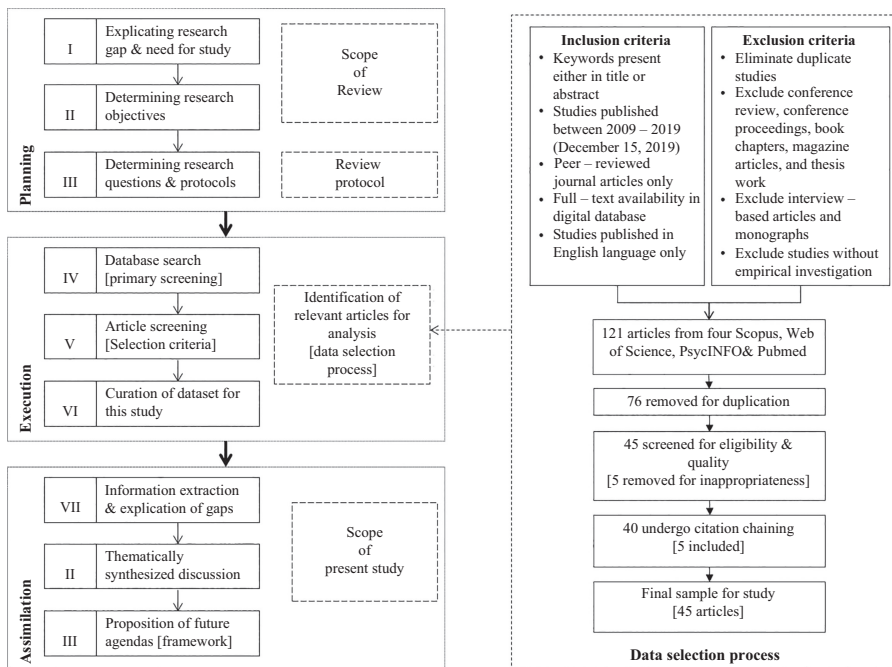 Planning
I
Explicating research
gap & need for study
II
Determining research
objectives
III
Determining research
questions & protocols
Scope
of
Review
Review
protocol
Execution
IV
Database search
[primary screening]
V
Article screening
[Selection criteria]
VI
Curation of dataset for
this study
Identification of
relevant articles for
analysis
[data selection
process]
Assimilation
VII
Information extraction
& explication of gaps
II
Thematically
synthesized discussion
III
Proposition of future
agendas [framework]
Scope
of
present study
Inclusion criteria
• Keywords present
either in title or
abstract
• Studies published
between 2009 – 2019
(December 15, 2019)
• Peer – reviewed
journal articles only
• Full – text availability in
digital database
• Studies published in
English language only
Exclusion criteria
• Eliminate duplicate
studies
• Exclude conference
review, conference
proceedings, book
chapters, magazine
articles, and thesis
work
• Exclude interview –
based articles and
monographs
• Exclude studies without
empirical investigation
121 articles from four Scopus, Web
of Science, PsycINFO& Pubmed
76 removed for duplication
45 screened for eligibility &
quality
[5 removed for inappropriateness]
40 undergo citation chaining
[5 included]
Final sample for study
[45 articles]
Data selection process